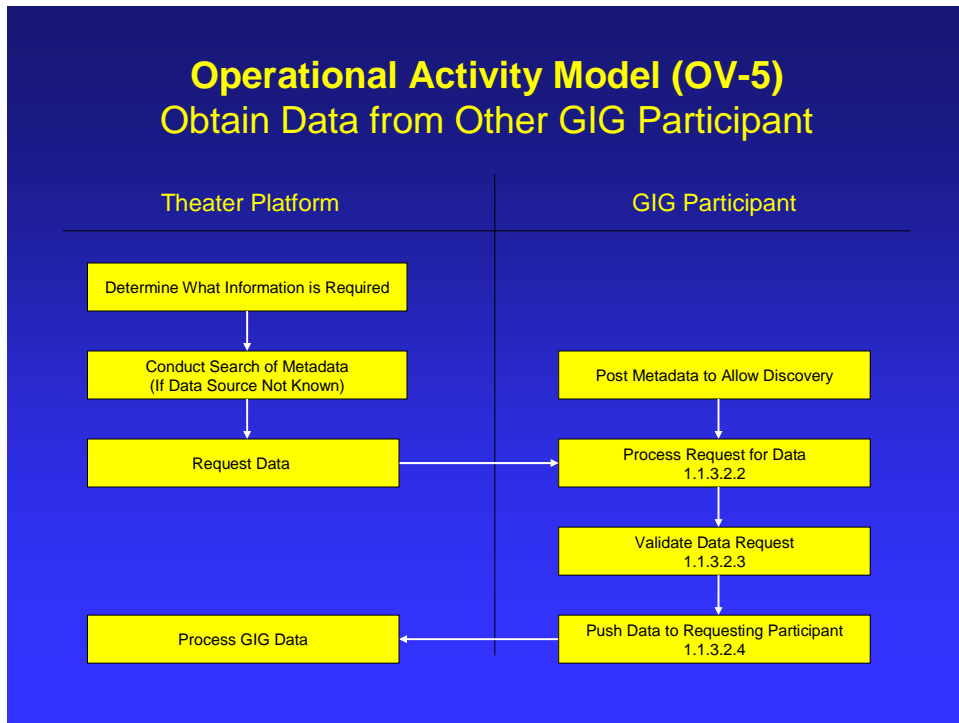 Operational Activity Model (OV-5)
Obtain Data from Other GIG Participant
Theater Platform
GIG Participant
Determine What Information is Required
Conduct Search of Metadata
(If Data Source Not Known)
Post Metadata to Allow Discovery
Request Data
Process Request for Data
1.1.3.2.2
Validate Data Request
1.1.3.2.3
Process GIG Data
Push Data to Requesting Participant
1.1.3.2.4